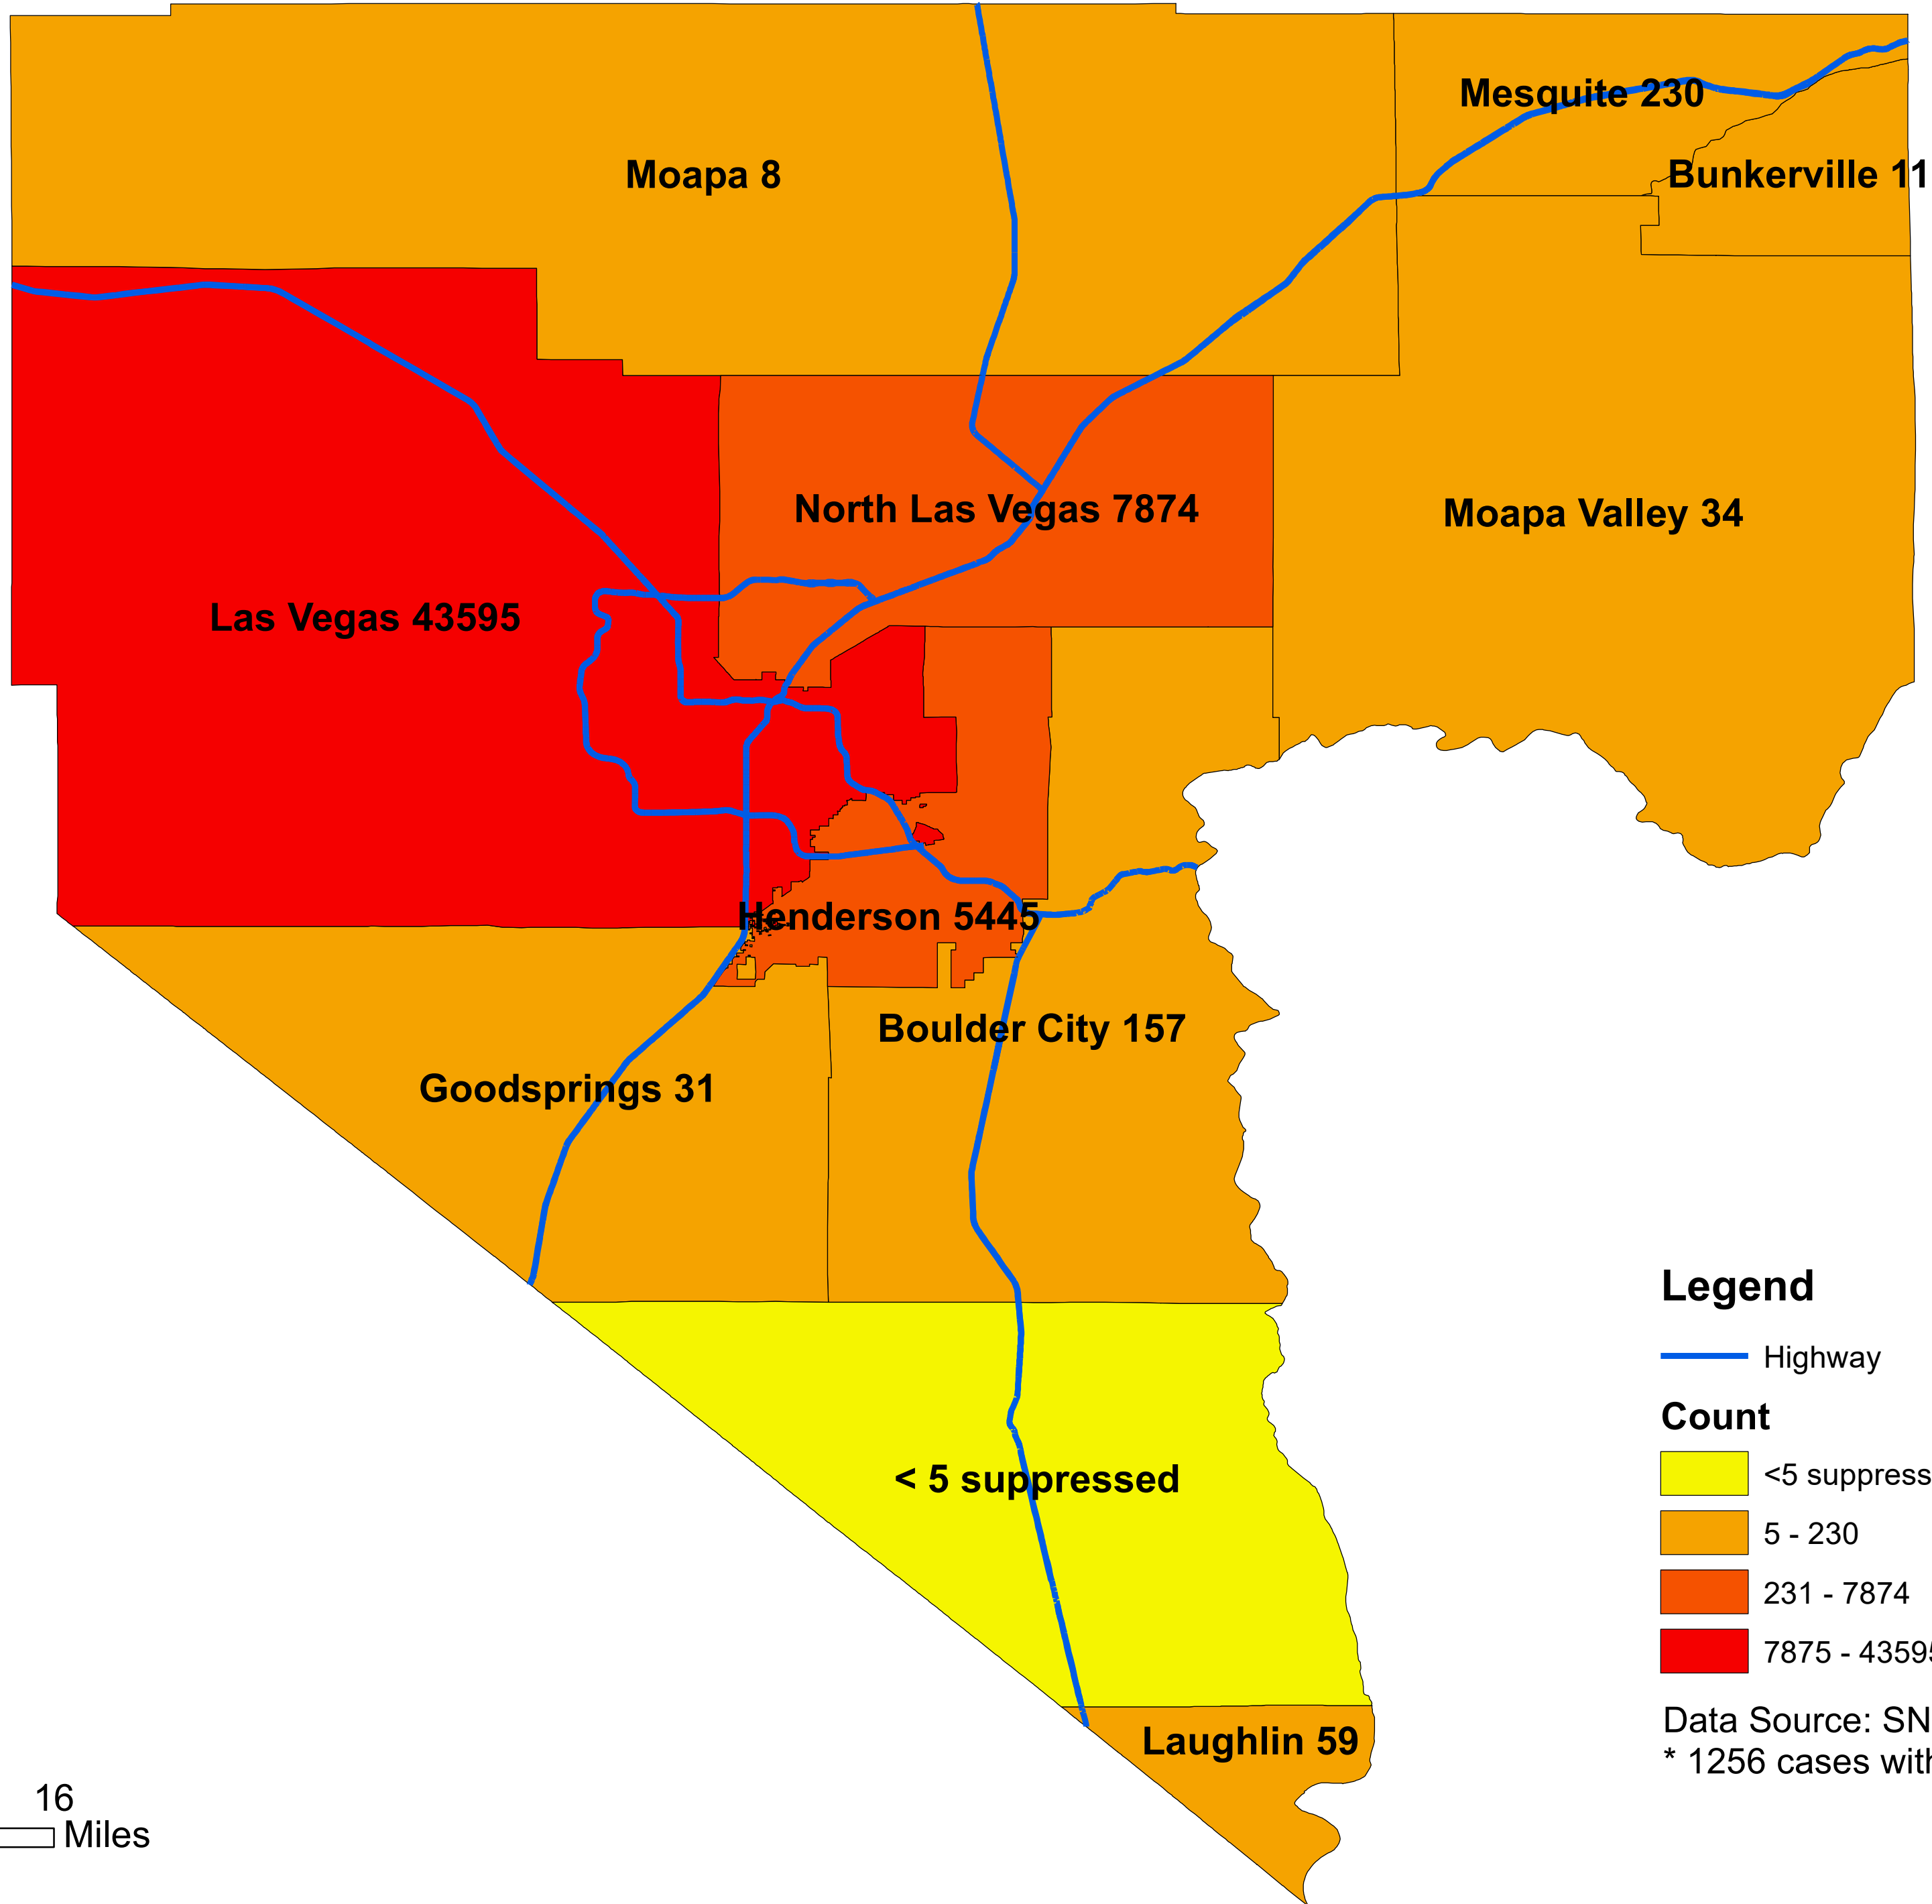 Mesquite 230
Moapa 8
Bunkerville 11
North Las Vegas 7874
Moapa Valley 34
Las Vegas 43595
Henderson 5445
Boulder City 157
Goodsprings 31
< 5 suppressed
Laughlin 59
Legend
Highway
Count
<5 suppress
5 - 230
231 - 7874
7875 - 43595
Data Source: SN
* 1256 cases with
16
Miles